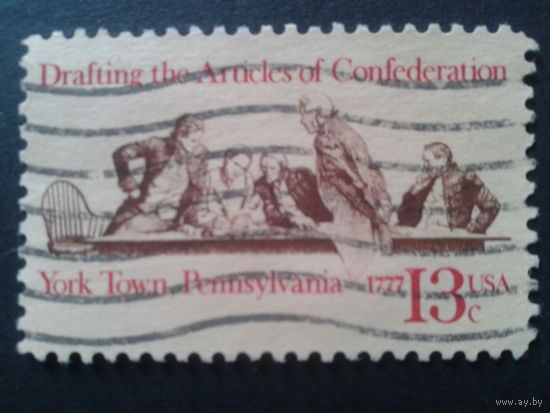 Drafting the Articles of Confederation
York Town, Pennsylvania 1777 13c USA
www.ay.by